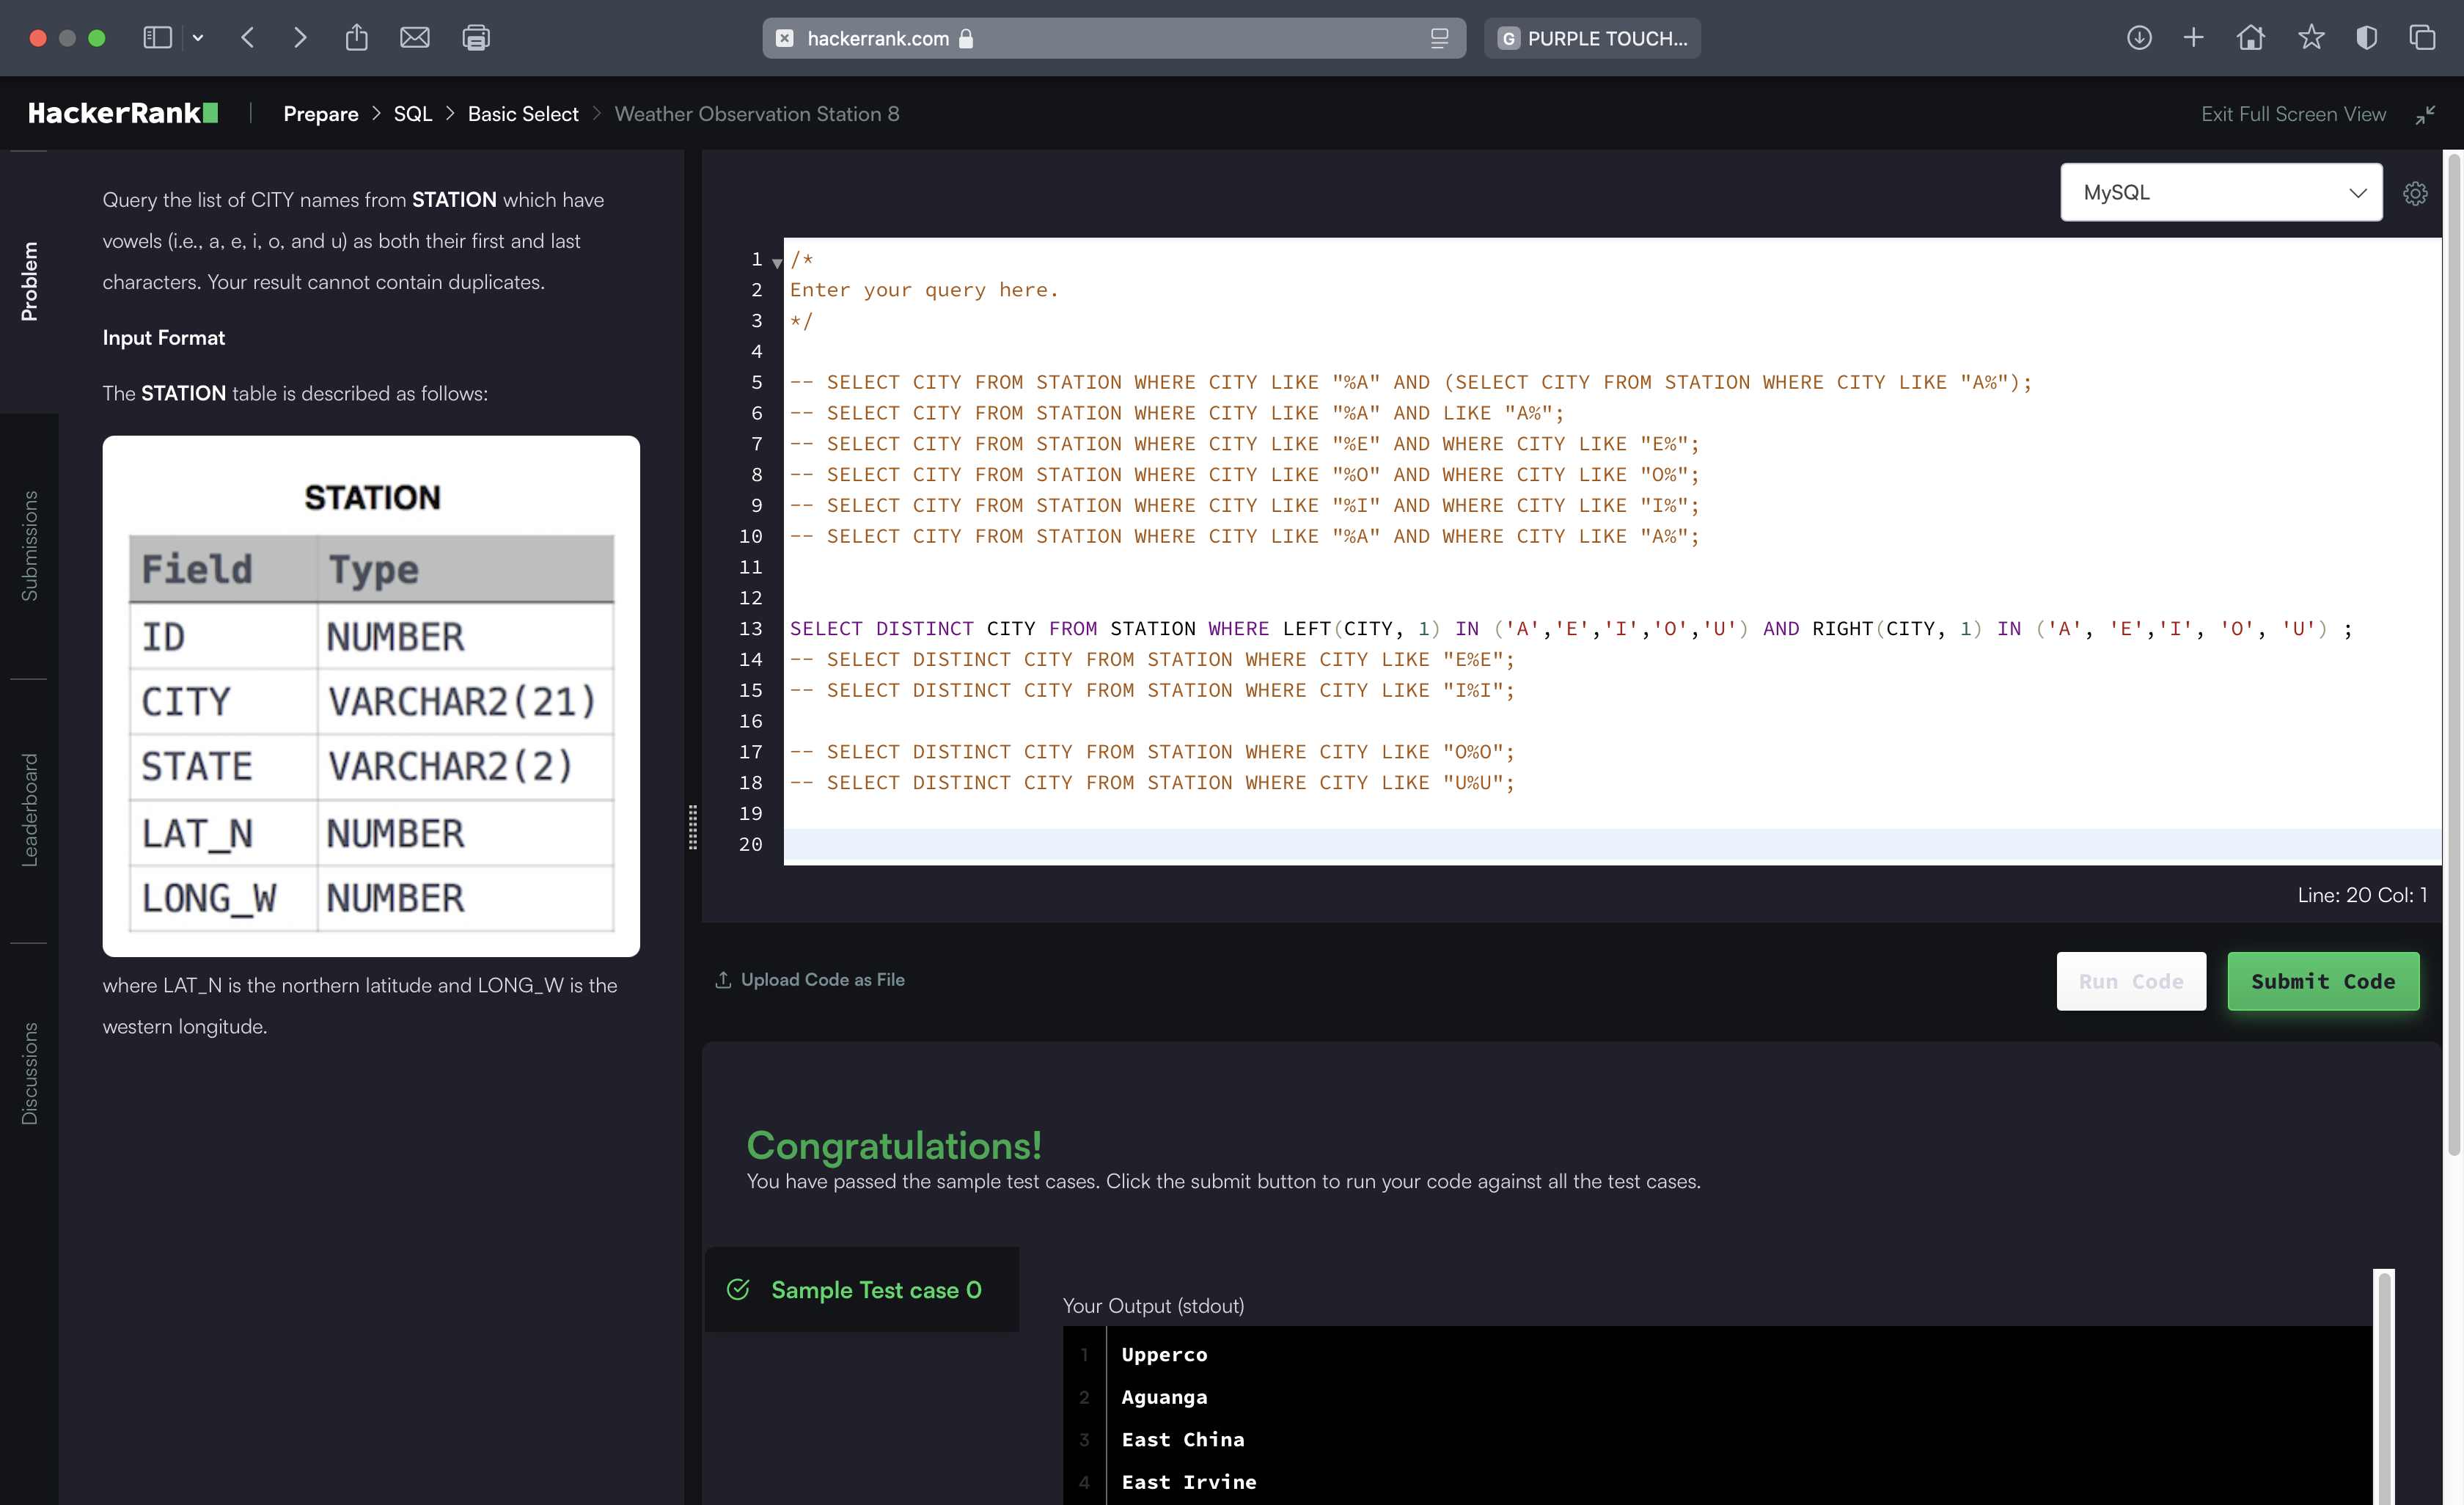 hackerrank.com
G PURPLE TOUCH...
HackerRank
Prepare > SQL > Basic Select > Weather Observation Station 8
Exit Full Screen View
Problem
Submissions
Leaderboard
Discussions
Query the list of CITY names from STATION which have
vowels (i.e., a, e, i, o, and u) as both their first and last
characters. Your result cannot contain duplicates.
Input Format
The STATION table is described as follows:
STATION
Field Type
ID NUMBER
CITY VARCHAR2(21)
STATE VARCHAR2(2)
LAT_N NUMBER
LONG_W NUMBER
where LAT_N is the northern latitude and LONG_W is the
western longitude.
MySQL
1 /*
2 Enter your query here.
3 */
4
5 -- SELECT CITY FROM STATION WHERE CITY LIKE "%A" AND (SELECT CITY FROM STATION WHERE CITY LIKE "A%");
6 -- SELECT CITY FROM STATION WHERE CITY LIKE "%A" AND LIKE "A%";
7 -- SELECT CITY FROM STATION WHERE CITY LIKE "%E" AND WHERE CITY LIKE "E%";
8 -- SELECT CITY FROM STATION WHERE CITY LIKE "%O" AND WHERE CITY LIKE "O%";
9 -- SELECT CITY FROM STATION WHERE CITY LIKE "%I" AND WHERE CITY LIKE "I%";
10 -- SELECT CITY FROM STATION WHERE CITY LIKE "%A" AND WHERE CITY LIKE "A%";
11
12
13 SELECT DISTINCT CITY FROM STATION WHERE LEFT(CITY, 1) IN ('A','E','I','O','U') AND RIGHT(CITY, 1) IN ('A', 'E','I', 'O', 'U') ;
14 -- SELECT DISTINCT CITY FROM STATION WHERE CITY LIKE "E%E";
15 -- SELECT DISTINCT CITY FROM STATION WHERE CITY LIKE "I%I";
16
17 -- SELECT DISTINCT CITY FROM STATION WHERE CITY LIKE "O%O";
18 -- SELECT DISTINCT CITY FROM STATION WHERE CITY LIKE "U%U";
19
20
Line: 20 Col: 1
Upload Code as File
Run Code
Submit Code
Congratulations!
You have passed the sample test cases. Click the submit button to run your code against all the test cases.
Sample Test case 0
Your Output (stdout)
1 Upperco
2 Aguanga
3 East China
4 East Irvine